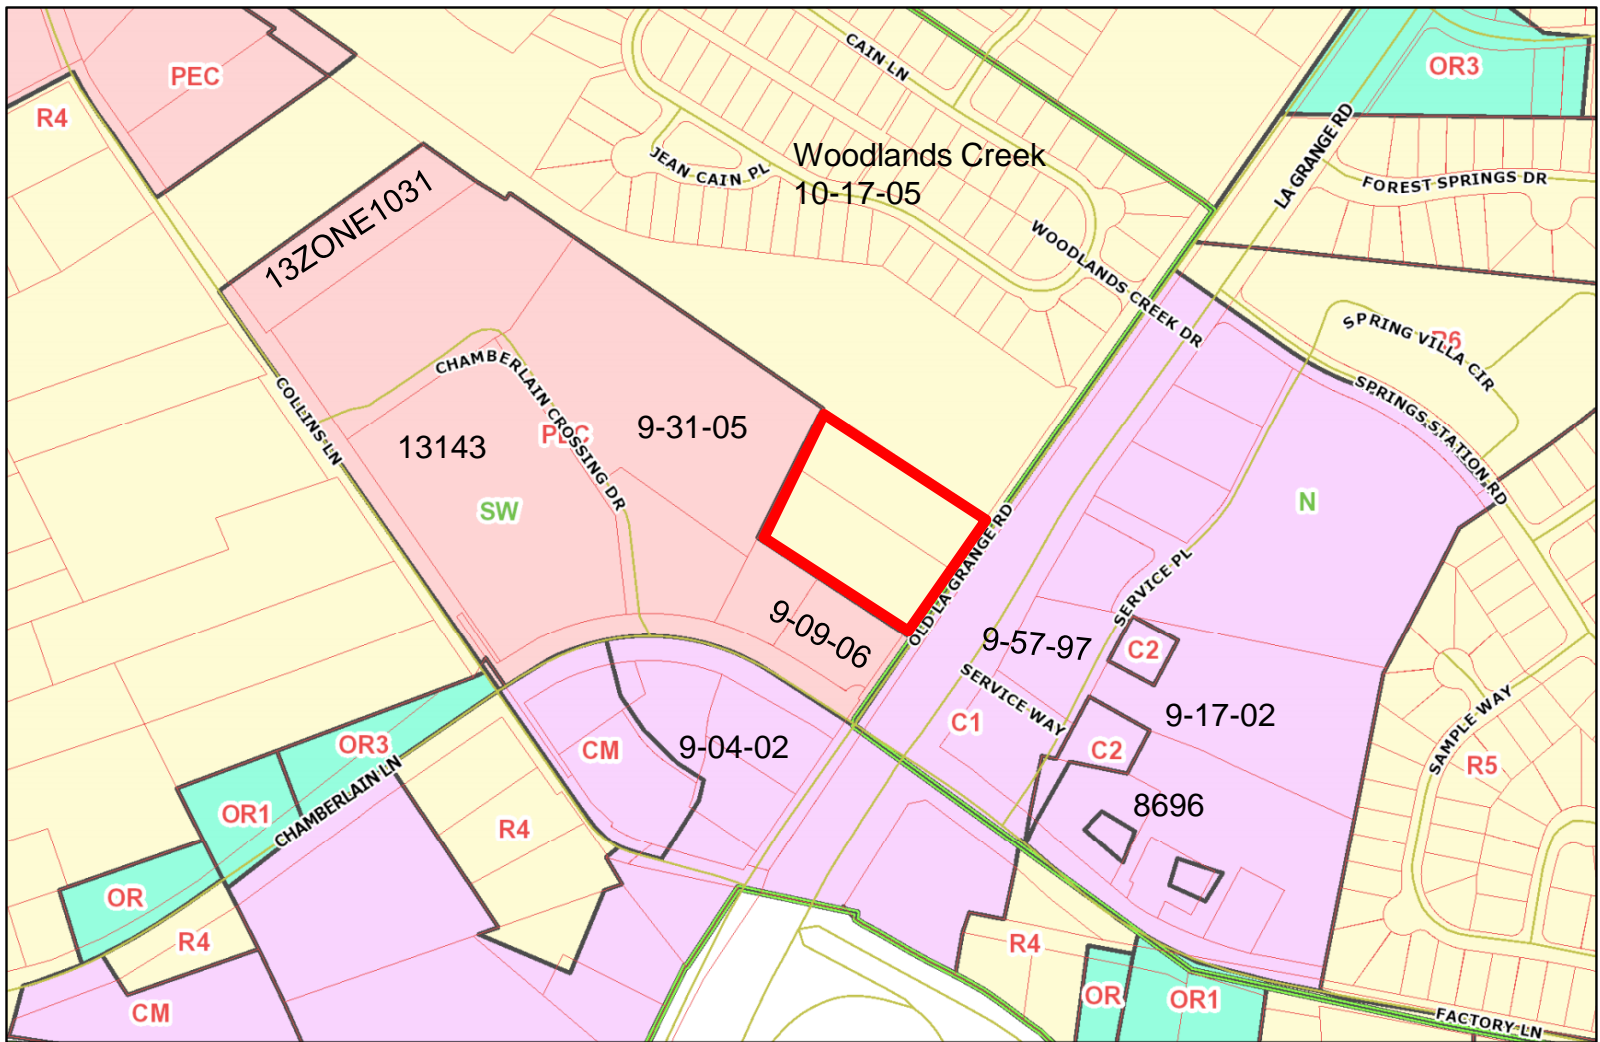 PEC
CAIN LN
OR3
R4
LA GRANGE RD
Woodlands Creek
10-17-05
JEAN CAIN PL
FOREST SPRINGS DR
13ZONE1031
WOODLANDS CREEK DR
SPRING VILLA CIR
R6
CHAMBERLAIN CROSSING DR
COLLINS LN
SPRINGS STATION RD
9-31-05
PEC
13143
SW
N
OLD LA GRANGE RD
SERVICE PL
9-09-06
9-57-97
C2
SERVICE WAY
C1
9-17-02
SAMPLE WAY
OR3
CM
9-04-02
C2
R5
CHAMBERLAIN LN
OR1
R4
8696
OR
R4
R4
OR
OR1
CM
FACTORY LN